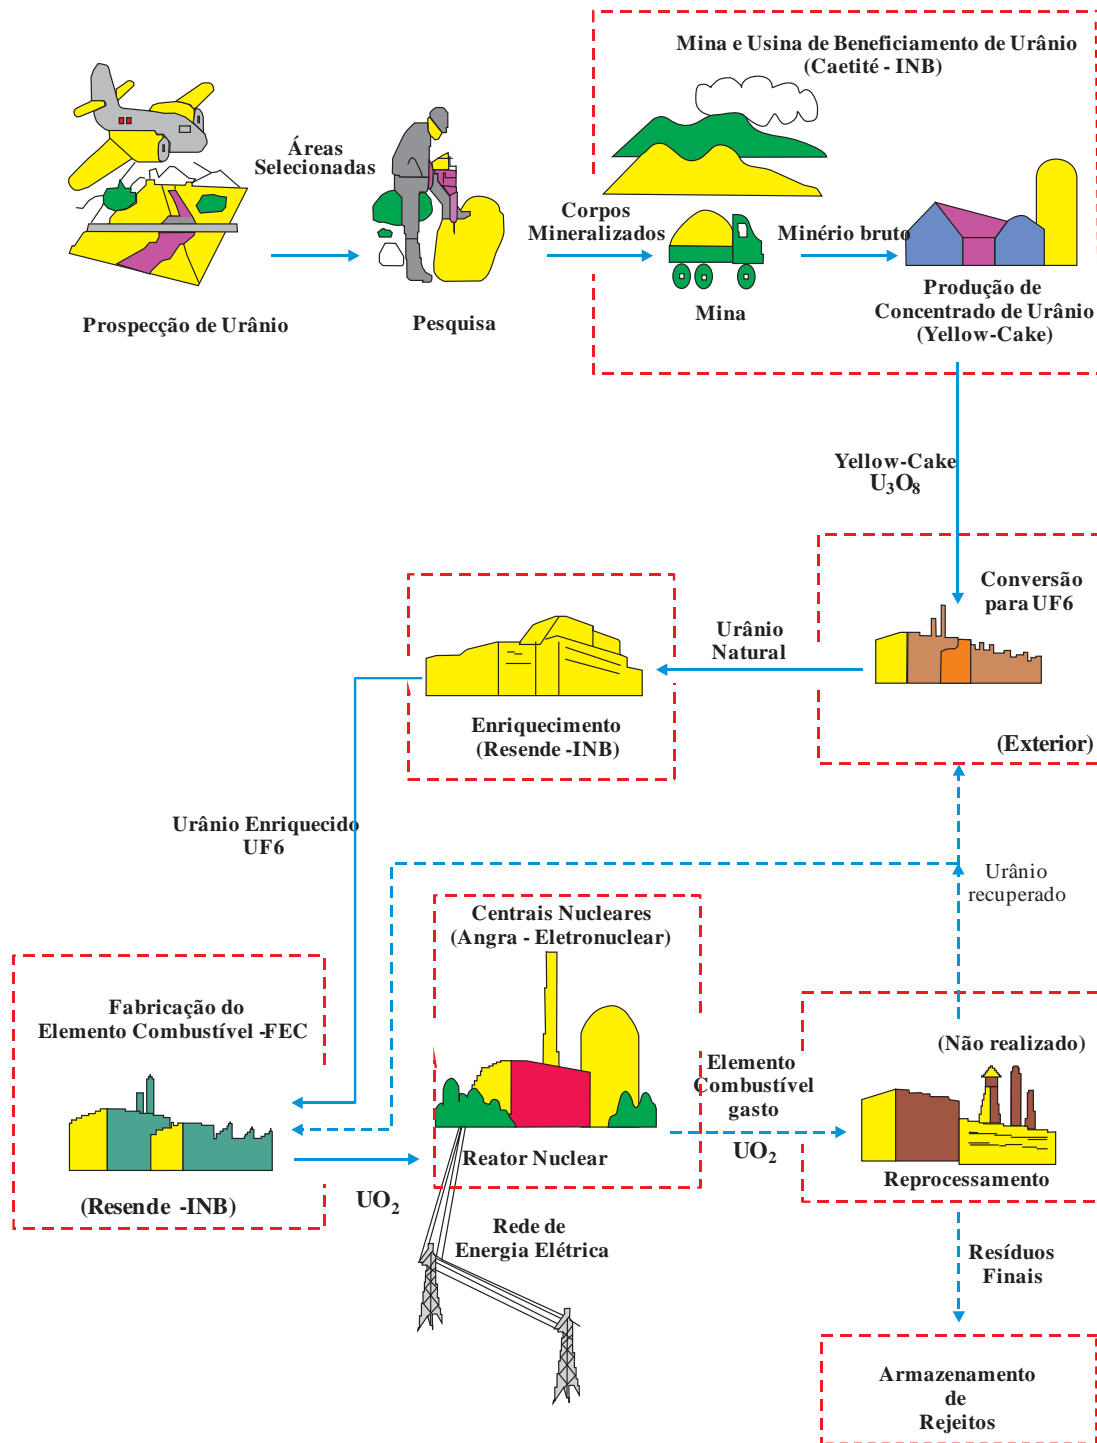 Mina e Usina de Beneficiamento de Urânio
(Caetité - INB)
Áreas
Selecionadas
Corpos
Mineralizados
Minério bruto
Prospecção de Urânio
Pesquisa
Mina
Produção de
Concentrado de Urânio
(Yellow-Cake)
Yellow-Cake
U₃O₈
Conversão
para UF6
(Exterior)
Urânio
Natural
Enriquecimento
(Resende -INB)
Urânio Enriquecido
UF6
Urânio
recuperado
Centrais Nucleares
(Angra - Eletronuclear)
Reator Nuclear
Fabricação do
Elemento Combustível -FEC
(Resende -INB)
UO₂
Rede de
Energia Elétrica
Elemento
Combustível
gasto
UO₂
(Não realizado)
Reprocessamento
Resíduos
Finais
Armazenamento
de
Rejeitos